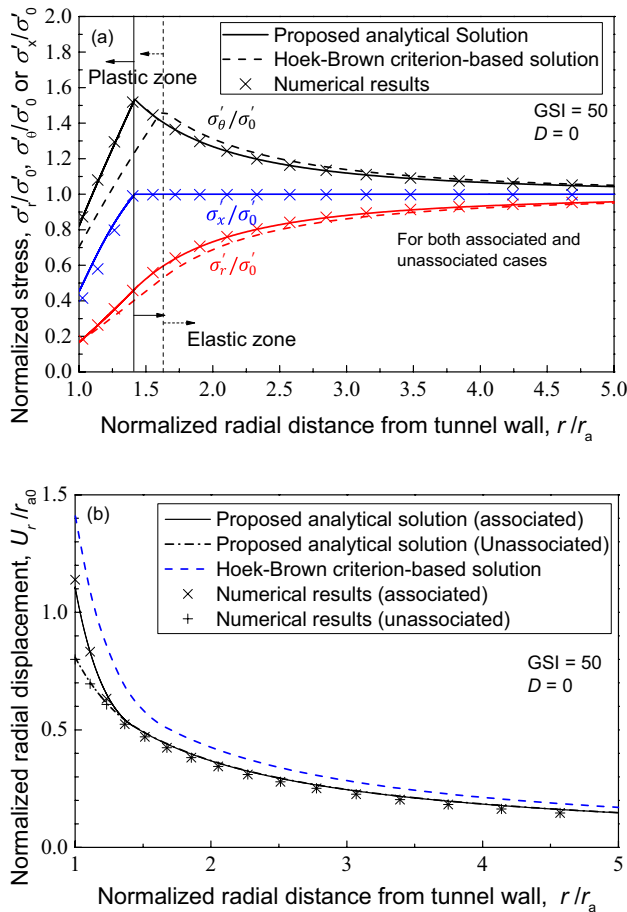 Normalized stress, σ′r/σ′0, σ′θ/σ′0 or σ′x/σ′0
2.0
1.8
1.6
1.4
1.2
1.0
0.8
0.6
0.4
0.2
0.0
(a)
Proposed analytical Solution
Hoek-Brown criterion-based solution
Numerical results
Plastic zone
GSI = 50
D = 0
σ′θ/σ′0
σ′x/σ′0
σ′r/σ′0
For both associated and
unassociated cases
Elastic zone
1.0 1.5 2.0 2.5 3.0 3.5 4.0 4.5 5.0
Normalized radial distance from tunnel wall, r/ra
Normalized radial displacement, Ur/ra0
1.5
1.0
0.5
0.0
(b)
Proposed analytical solution (associated)
Proposed analytical solution (Unassociated)
Hoek-Brown criterion-based solution
Numerical results (associated)
Numerical results (unassociated)
GSI = 50
D = 0
1 2 3 4 5
Normalized radial distance from tunnel wall, r/ra